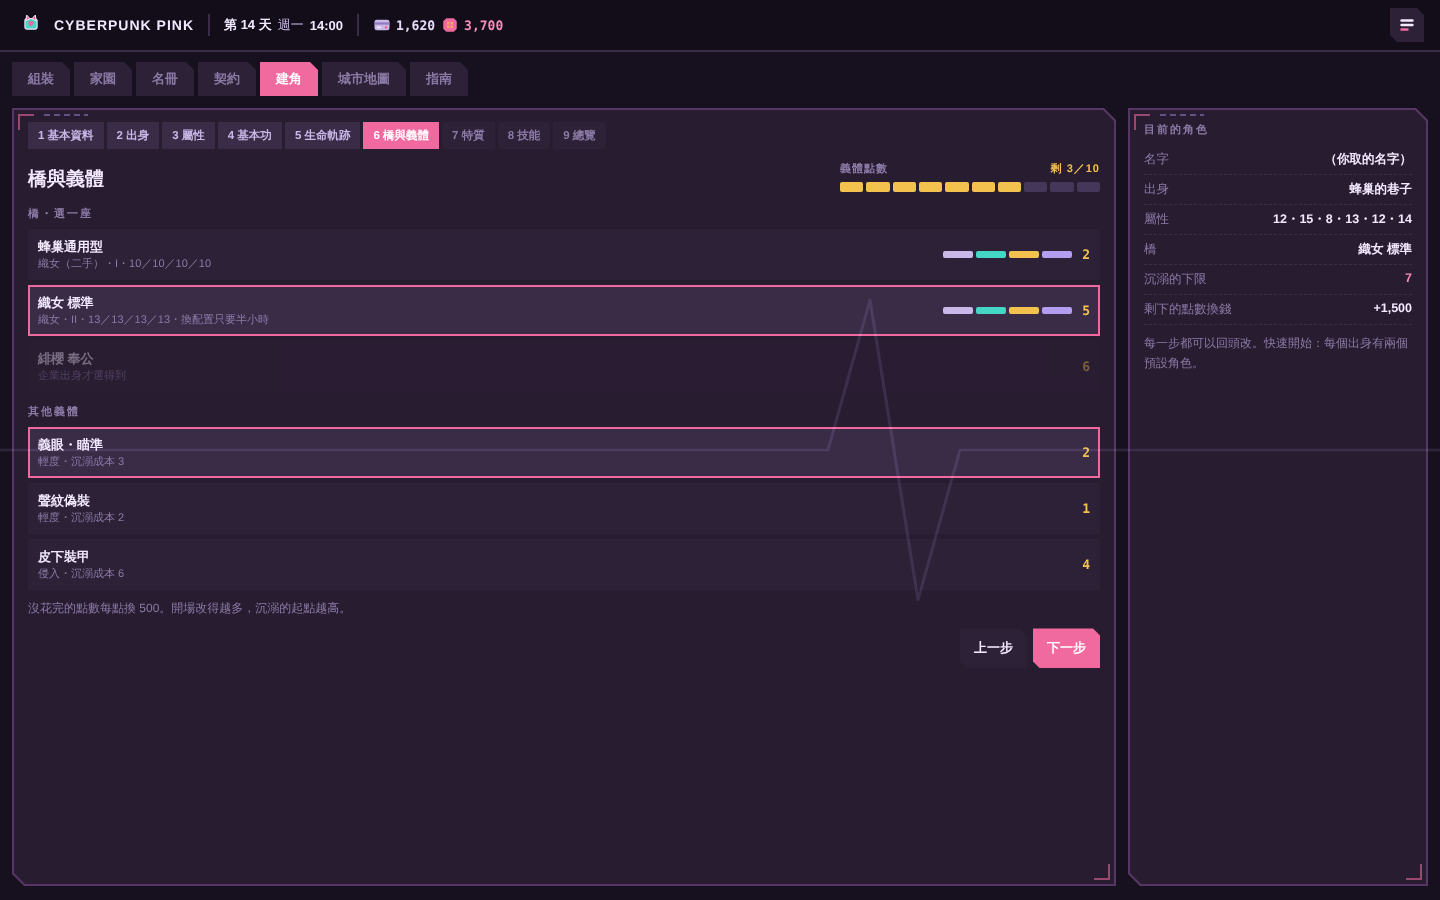 CYBERPUNK PINK 第 14 天 週一 14:00 1,620 3,700
組裝 家園 名冊 契約 建角 城市地圖 指南
1 基本資料 2 出身 3 屬性 4 基本功 5 生命軌跡 6 橋與義體 7 特質 8 技能 9 總覽
橋與義體
義體點數 剩 3／10
橋・選一座
蜂巢通用型
織女（二手）・I・10／10／10／10
2
織女 標準
織女・II・13／13／13／13・換配置只要半小時
5
緋櫻 奉公
企業出身才選得到
6
其他義體
義眼・瞄準
輕度・沉溺成本 3
2
聲紋偽裝
輕度・沉溺成本 2
1
皮下裝甲
侵入・沉溺成本 6
4
沒花完的點數每點換 500。開場改得越多，沉溺的起點越高。
上一步 下一步
目前的角色
名字 （你取的名字）
出身 蜂巢的巷子
屬性 12・15・8・13・12・14
橋 織女 標準
沉溺的下限 7
剩下的點數換錢 +1,500
每一步都可以回頭改。快速開始：每個出身有兩個
預設角色。